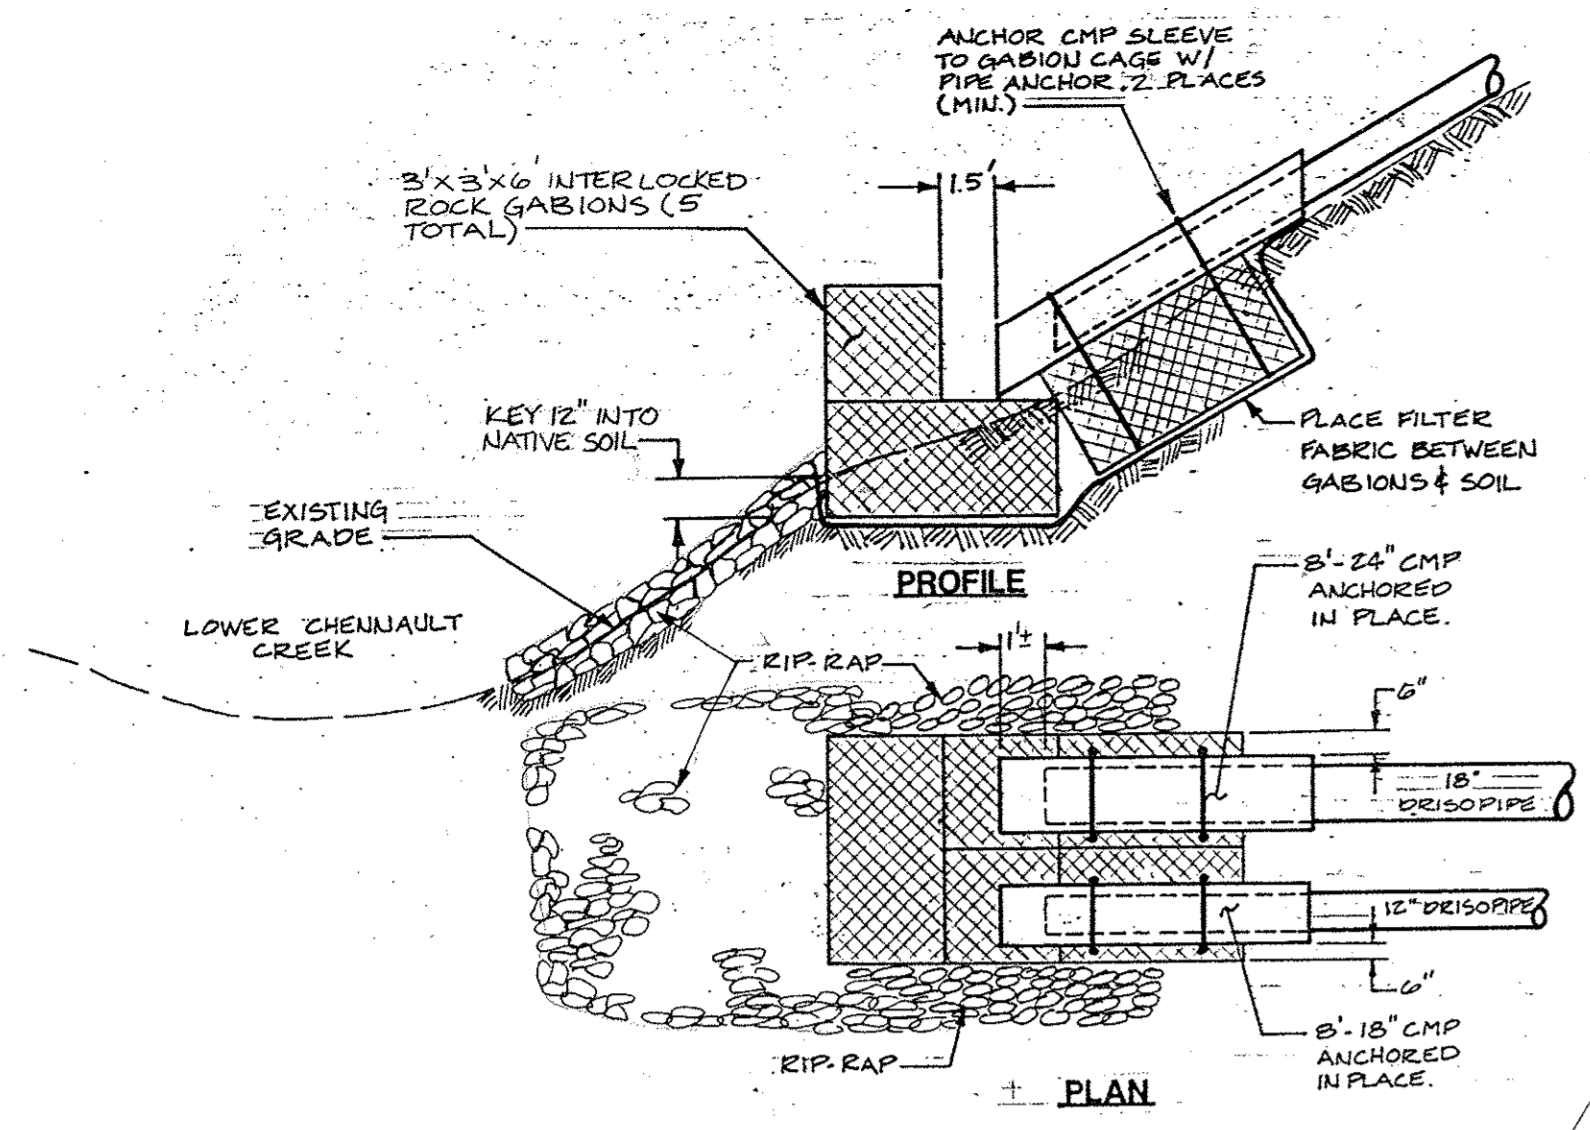 ANCHOR CMP SLEEVE
TO GABION CAGE W/
PIPE ANCHOR. 2 PLACES
(MIN.)
3'X3'X6' INTERLOCKED
ROCK GABIONS (5
TOTAL)
1.5'
KEY 12" INTO
NATIVE SOIL
PLACE FILTER
FABRIC BETWEEN
GABIONS & SOIL
EXISTING
GRADE
PROFILE
LOWER CHENNAULT
CREEK
8'-24" CMP
ANCHORED
IN PLACE.
RIP-RAP
1'±
6"
18"
DRISOPIPE
12" DRISOPIPE
6"
8'-18" CMP
ANCHORED
IN PLACE.
RIP-RAP
± PLAN